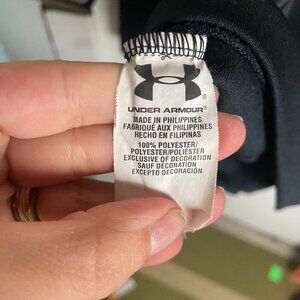 UNDER ARMOUR®
MADE IN PHILIPPINES
FABRIQUÉ AUX PHILIPPINES
HECHO EN FILIPINAS
100% POLYESTER/
POLYESTER/POLIÉSTER
EXCLUSIVE OF DECORATION
SAUF DÉCORATION
EXCEPTO DECORACIÓN